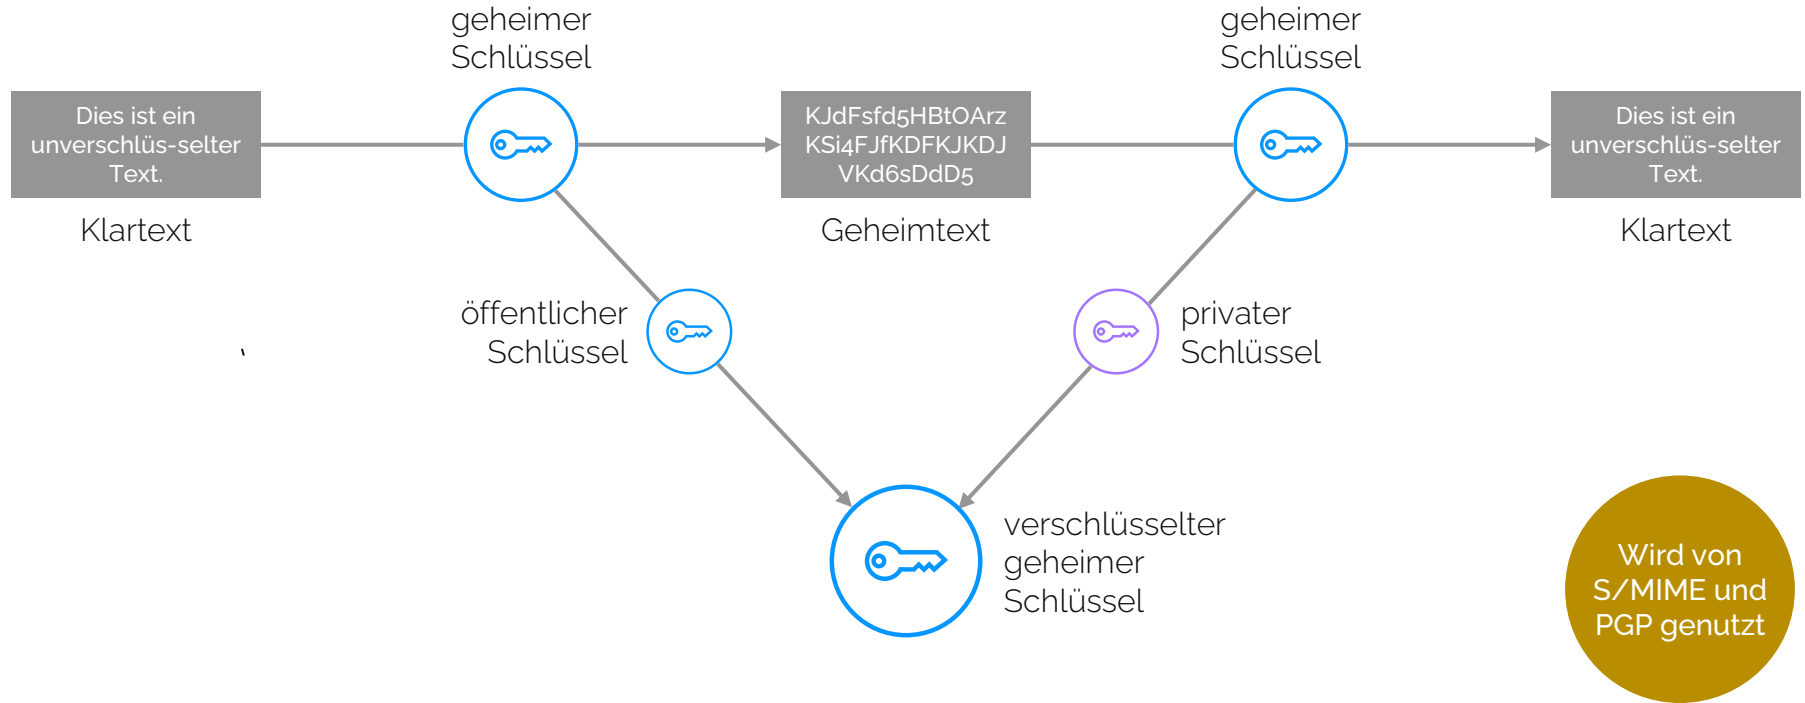 geheimer
Schlüssel
geheimer
Schlüssel
Dies ist ein
unverschlüs-selter
Text.
KJdFsfd5HBtOArz
KSi4FJfKDFKJKDJ
VKd6sDdD5
Dies ist ein
unverschlüs-selter
Text.
Klartext
Geheimtext
Klartext
öffentlicher
Schlüssel
privater
Schlüssel
verschlüsselter
geheimer
Schlüssel
Wird von
S/MIME und
PGP genutzt